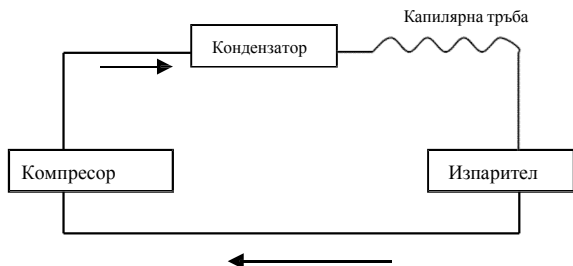 Капилярна тръба
Кондензатор
Компресор
Изпарител